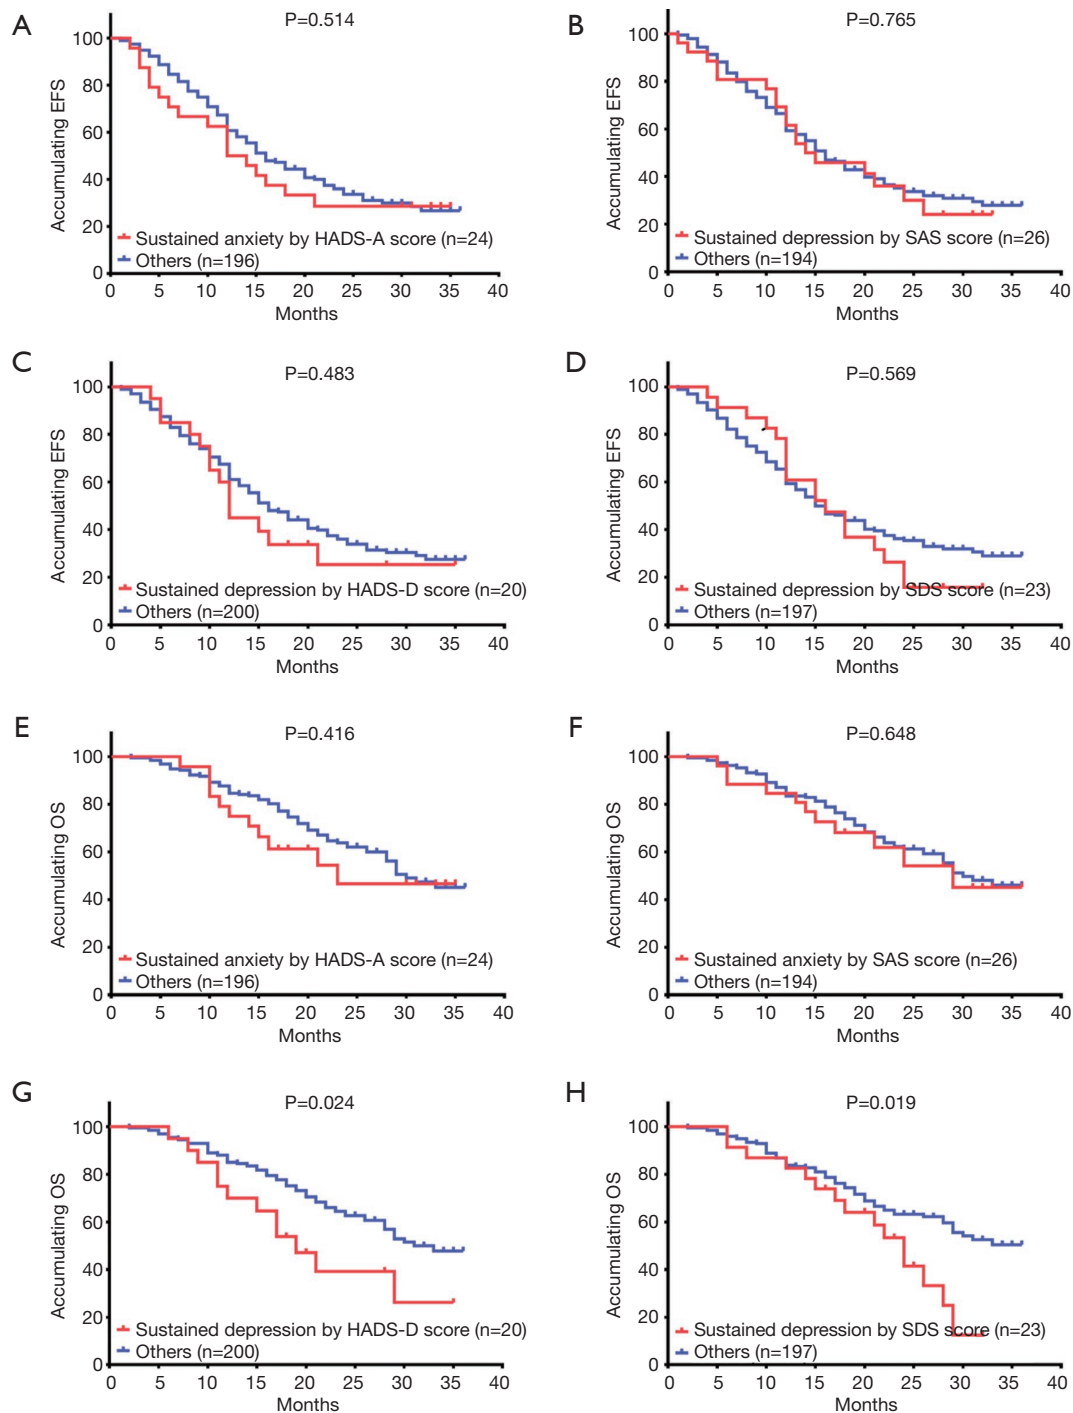 A
P=0.514
Accumulating EFS
100
80
60
40
20
0
Sustained anxiety by HADS-A score (n=24)
Others (n=196)
0 5 10 15 20 25 30 35 40
Months
B
P=0.765
Accumulating EFS
100
80
60
40
20
0
Sustained depression by SAS score (n=26)
Others (n=194)
0 5 10 15 20 25 30 35 40
Months
C
P=0.483
Accumulating EFS
100
80
60
40
20
0
Sustained depression by HADS-D score (n=20)
Others (n=200)
0 5 10 15 20 25 30 35 40
Months
D
P=0.569
Accumulating EFS
100
80
60
40
20
0
Sustained depression by SDS score (n=23)
Others (n=197)
0 5 10 15 20 25 30 35 40
Months
E
P=0.416
Accumulating OS
100
80
60
40
20
0
Sustained anxiety by HADS-A score (n=24)
Others (n=196)
0 5 10 15 20 25 30 35 40
Months
F
P=0.648
Accumulating OS
100
80
60
40
20
0
Sustained anxiety by SAS score (n=26)
Others (n=194)
0 5 10 15 20 25 30 35 40
Months
G
P=0.024
Accumulating OS
100
80
60
40
20
0
Sustained depression by HADS-D score (n=20)
Others (n=200)
0 5 10 15 20 25 30 35 40
Months
H
P=0.019
Accumulating OS
100
80
60
40
20
0
Sustained depression by SDS score (n=23)
Others (n=197)
0 5 10 15 20 25 30 35 40
Months